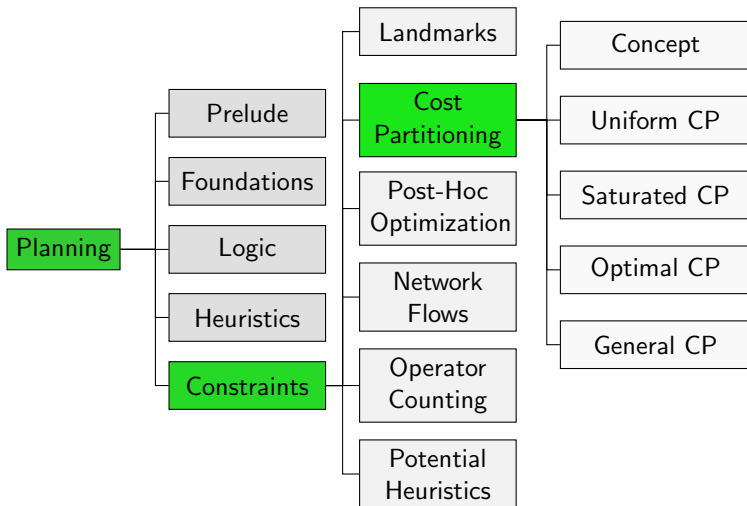 Planning
Prelude
Foundations
Logic
Heuristics
Constraints
Landmarks
Cost
Partitioning
Post-Hoc
Optimization
Network
Flows
Operator
Counting
Potential
Heuristics
Concept
Uniform CP
Saturated CP
Optimal CP
General CP